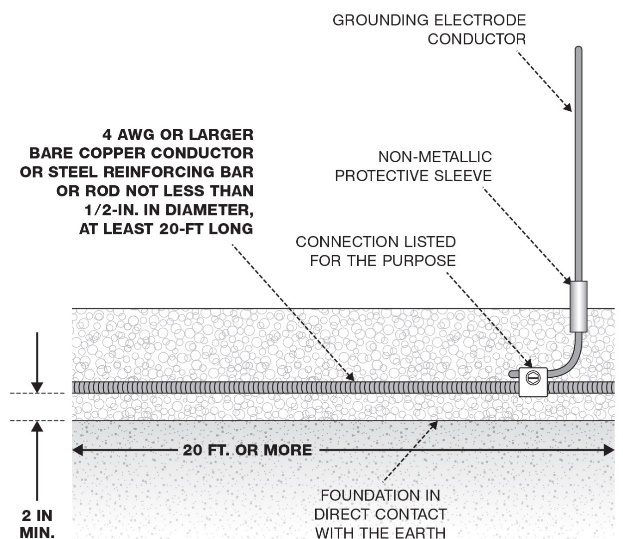 GROUNDING ELECTRODE
CONDUCTOR
4 AWG OR LARGER
BARE COPPER CONDUCTOR
OR STEEL REINFORCING BAR
OR ROD NOT LESS THAN
1/2-IN. IN DIAMETER,
AT LEAST 20-FT LONG
NON-METALLIC
PROTECTIVE SLEEVE
CONNECTION LISTED
FOR THE PURPOSE
20 FT. OR MORE
2 IN
MIN.
FOUNDATION IN
DIRECT CONTACT
WITH THE EARTH